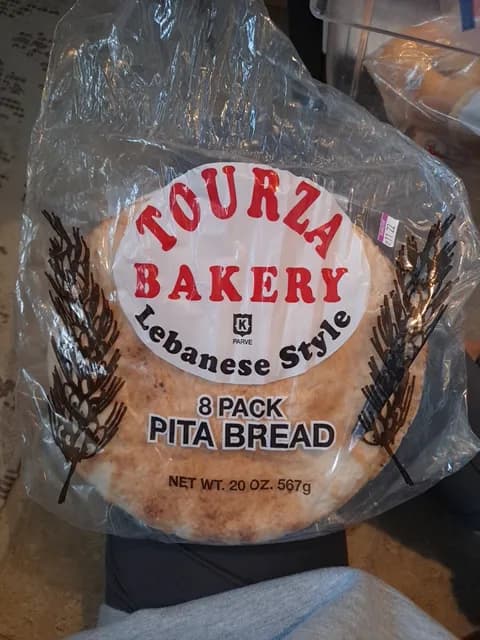 TOURZA
BAKERY
K
PARVE
Lebanese Style
8 PACK
PITA BREAD
NET WT. 20 OZ. 567g